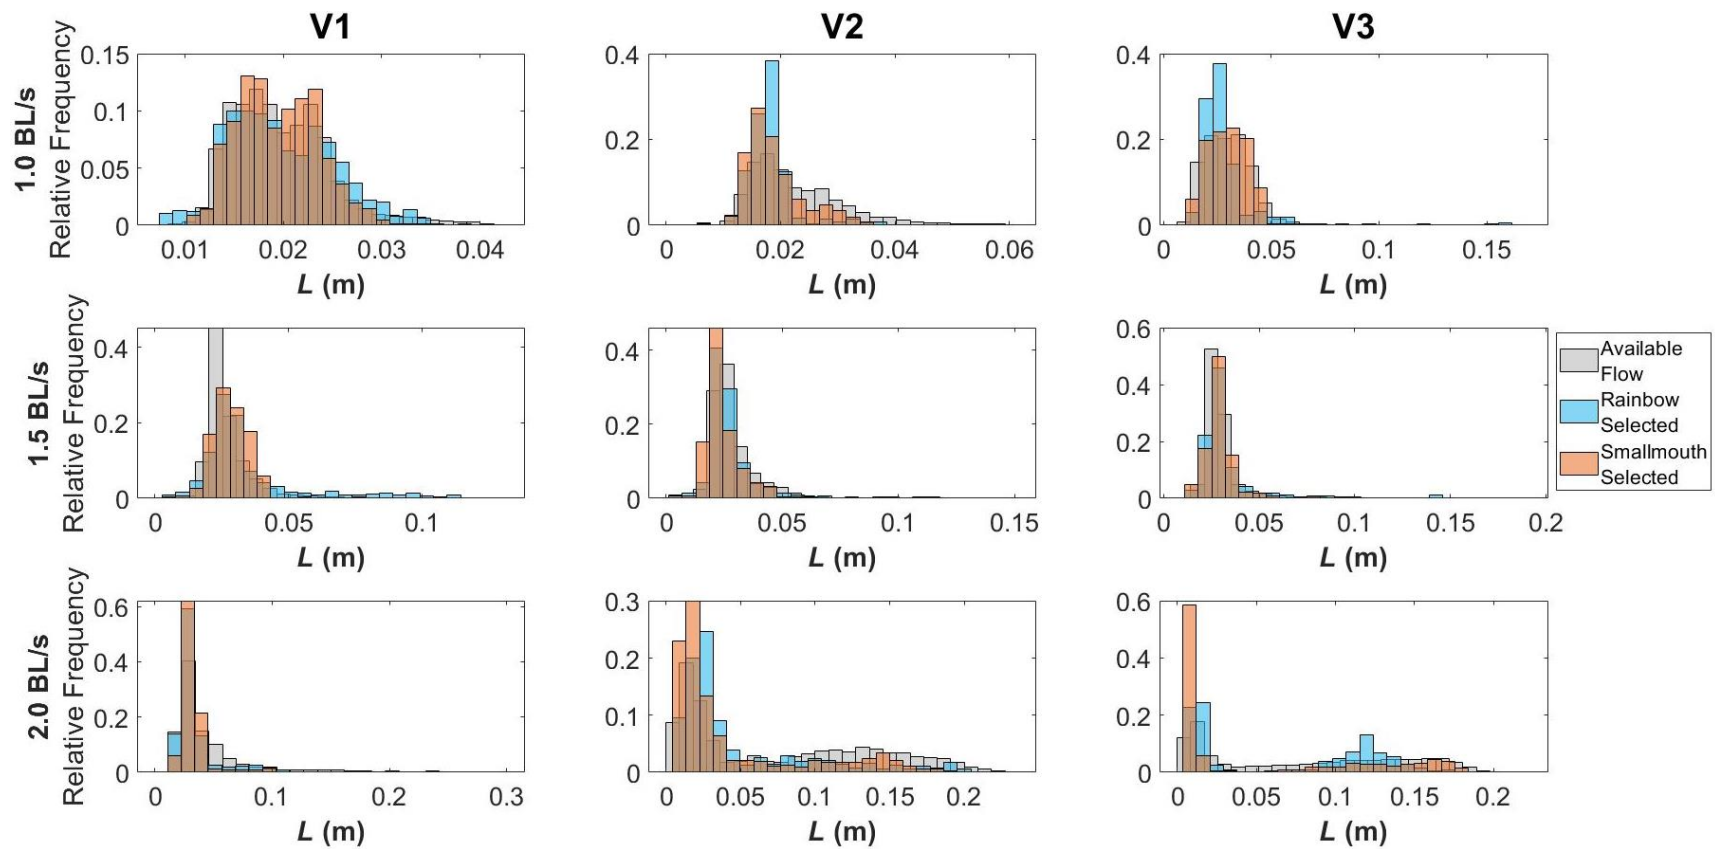 V1 V2 V3
1.0 BL/s
Relative Frequency
0.15
0.1
0.05
0
0.01 0.02 0.03 0.04
L (m)
0.4
0.2
0
0 0.02 0.04 0.06
L (m)
0.4
0.2
0
0 0.05 0.1 0.15
L (m)
1.5 BL/s
Relative Frequency
0.4
0.2
0
0 0.05 0.1
L (m)
0.4
0.2
0
0 0.05 0.1 0.15
L (m)
0.6
0.4
0.2
0
0 0.05 0.1 0.15 0.2
L (m)
Available
Flow
Rainbow
Selected
Smallmouth
Selected
2.0 BL/s
Relative Frequency
0.6
0.4
0.2
0
0 0.1 0.2 0.3
L (m)
0.3
0.2
0.1
0
0 0.05 0.1 0.15 0.2
L (m)
0.6
0.4
0.2
0
0 0.05 0.1 0.15 0.2
L (m)